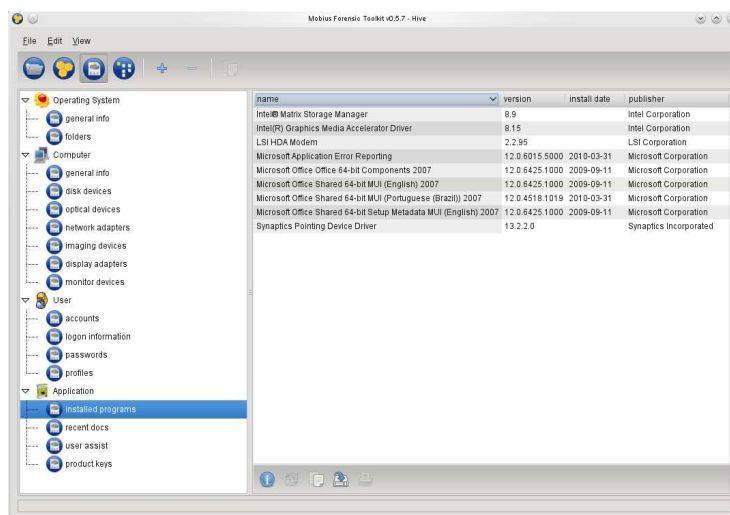 Mobius Forensic Toolkit v0.5.7 - Hive
File Edit View
Operating System
general info
folders
Computer
general info
disk devices
optical devices
network adapters
imaging devices
display adapters
monitor devices
User
accounts
logon information
passwords
profiles
Application
installed programs
recent docs
user assist
product keys
name version install date publisher
Intel® Matrix Storage Manager 8.9 Intel Corporation
Intel(R) Graphics Media Accelerator Driver 8.15 Intel Corporation
LSI HDA Modem 2.2.95 LSI Corporation
Microsoft Application Error Reporting 12.0.6015.5000 2010-03-31 Microsoft Corporation
Microsoft Office Office 64-bit Components 2007 12.0.6425.1000 2009-09-11 Microsoft Corporation
Microsoft Office Shared 64-bit MUI (English) 2007 12.0.6425.1000 2009-09-11 Microsoft Corporation
Microsoft Office Shared 64-bit MUI (Portuguese (Brazil)) 2007 12.0.4518.1019 2010-03-31 Microsoft Corporation
Microsoft Office Shared 64-bit Setup Metadata MUI (English) 2007 12.0.6425.1000 2009-09-11 Microsoft Corporation
Synaptics Pointing Device Driver 13.2.2.0 Synaptics Incorporated